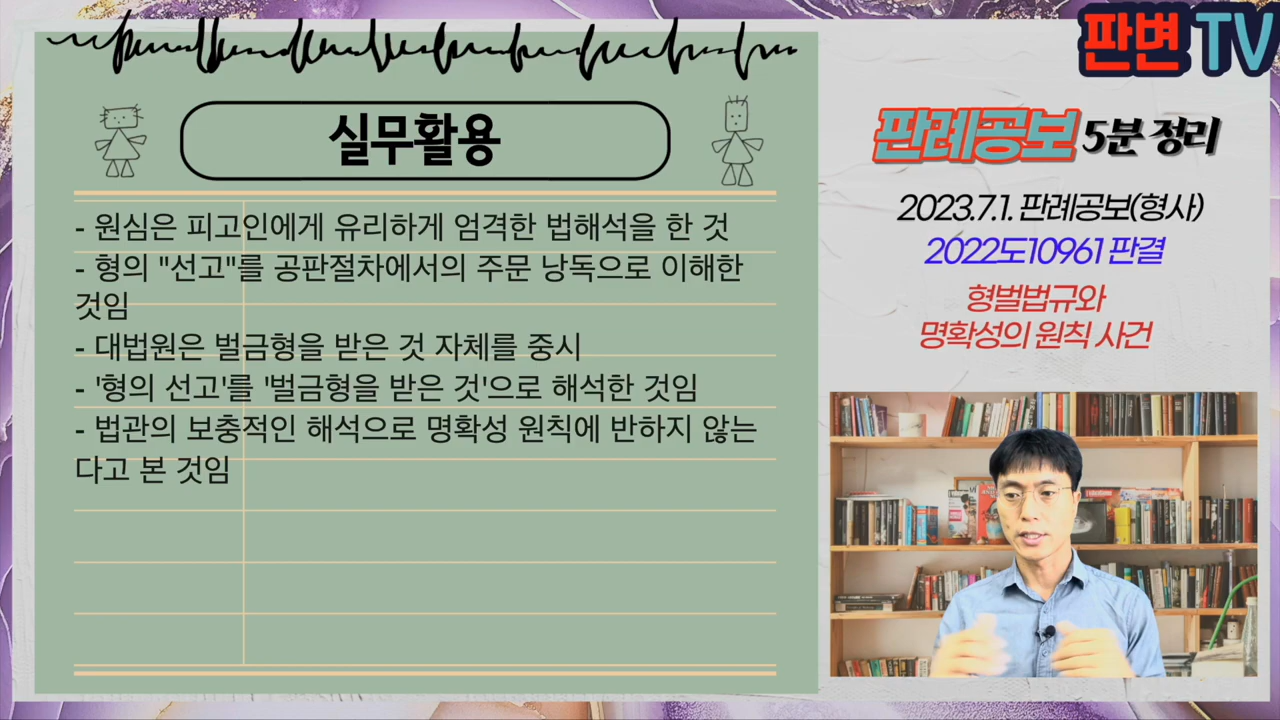 판변 TV
실무활용
- 원심은 피고인에게 유리하게 엄격한 법해석을 한 것
- 형의 "선고"를 공판절차에서의 주문 낭독으로 이해한
것임
- 대법원은 벌금형을 받은 것 자체를 중시
- '형의 선고'를 '벌금형을 받은 것'으로 해석한 것임
- 법관의 보충적인 해석으로 명확성 원칙에 반하지 않는
다고 본 것임
판례공보 5분 정리
2023.7.1. 판례공보(형사)
2022도10961 판결
형벌법규와
명확성의 원칙 사건